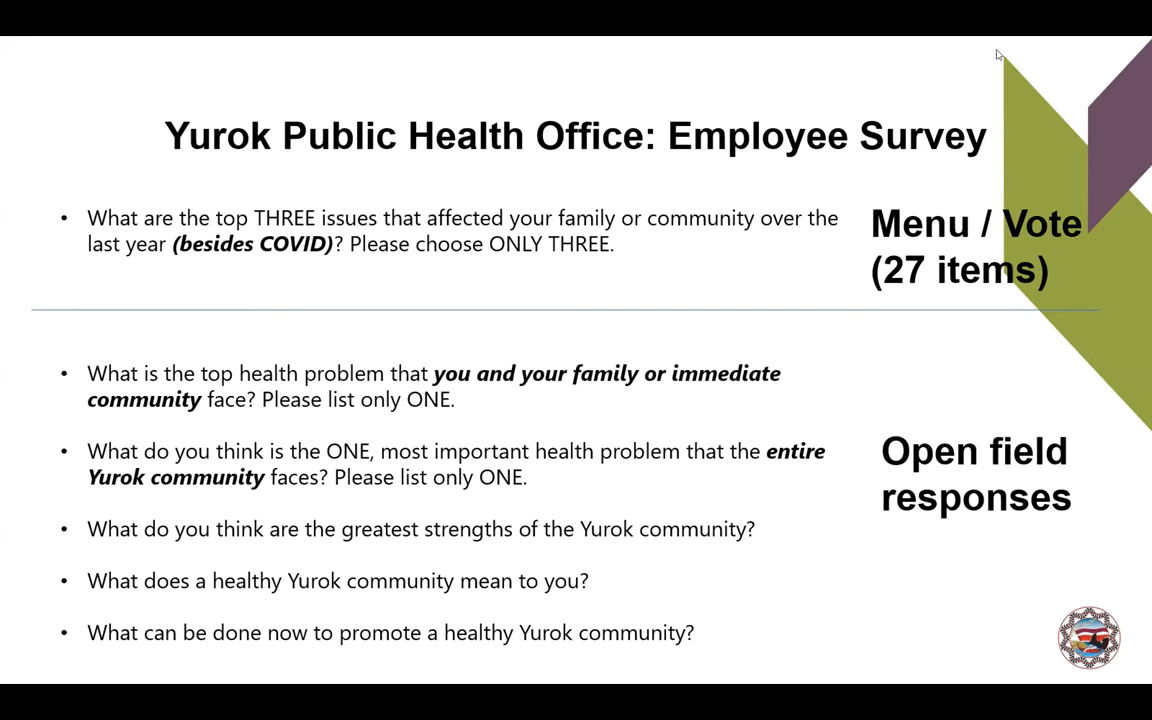 Yurok Public Health Office: Employee Survey
• What are the top THREE issues that affected your family or community over the
last year (besides COVID)? Please choose ONLY THREE.
Menu / Vote
(27 items)
• What is the top health problem that you and your family or immediate
community face? Please list only ONE.
• What do you think is the ONE, most important health problem that the entire
Yurok community faces? Please list only ONE.
• What do you think are the greatest strengths of the Yurok community?
• What does a healthy Yurok community mean to you?
• What can be done now to promote a healthy Yurok community?
Open field
responses